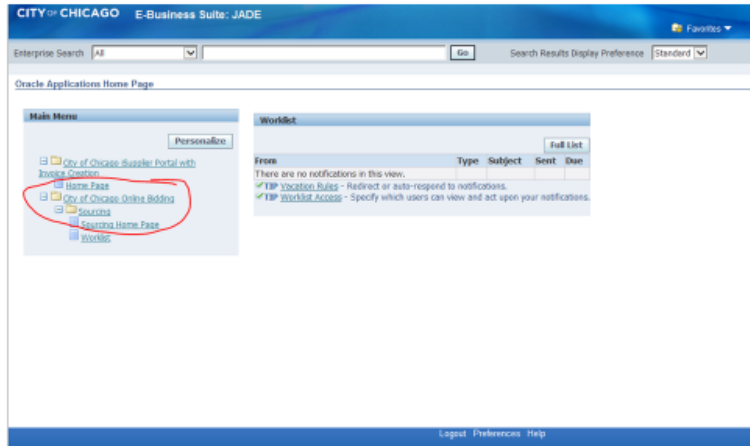 CITY OF CHICAGO E-Business Suite: JADE
Favorites
Enterprise Search All Go Search Results Display Preference Standard
Oracle Applications Home Page
Main Menu
Personalize
City of Chicago iSupplier Portal with
Invoice Creation
Home Page
City of Chicago Online Bidding
Sourcing
Sourcing Home Page
Worklist
Worklist
Full List
From Type Subject Sent Due
There are no notifications in this view.
TIP Vacation Rules - Redirect or auto-respond to notifications.
TIP Worklist Access - Specify which users can view and act upon your notifications.
Logout Preferences Help